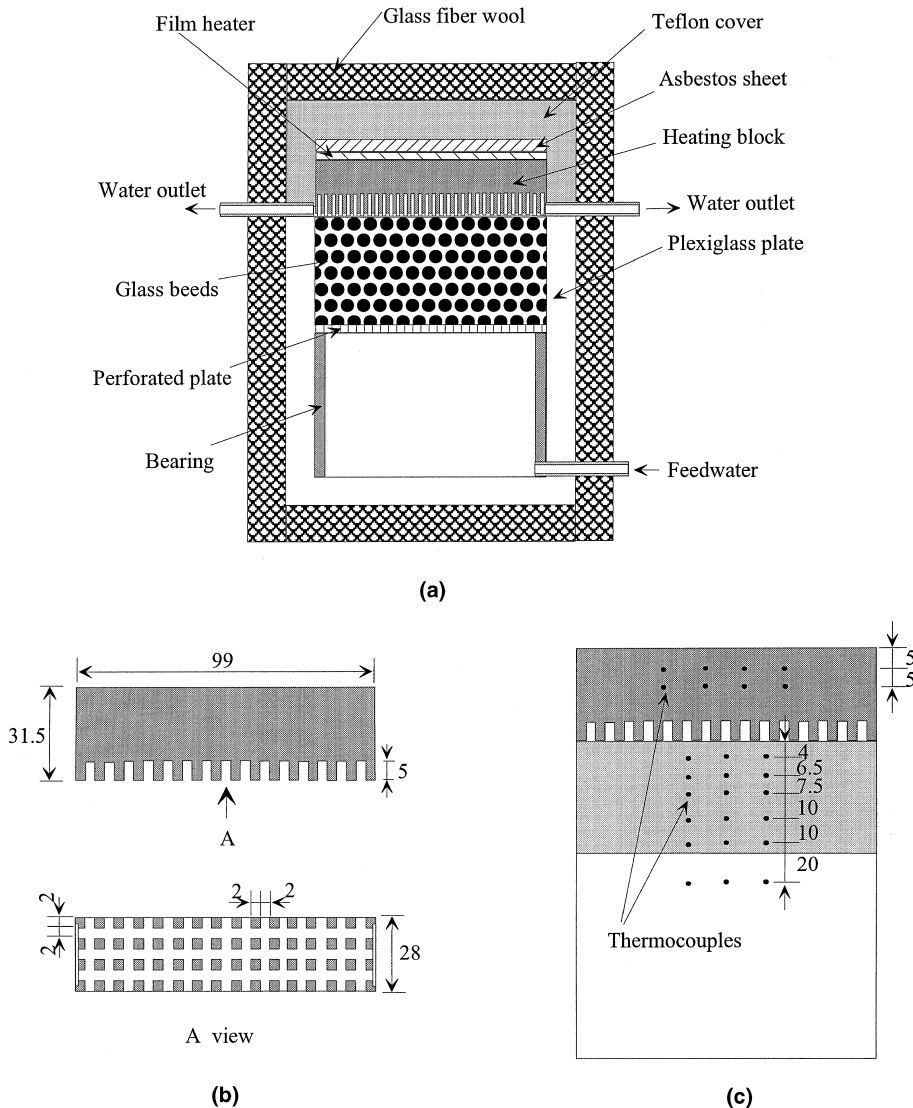 Film heater
Glass fiber wool
Teflon cover
Asbestos sheet
Heating block
Water outlet
Water outlet
Plexiglass plate
Glass beeds
Perforated plate
Bearing
Feedwater
(a)
99
31.5
5
A
2
2
2
2
28
A view
(b)
5
5
4
6.5
7.5
10
10
20
Thermocouples
(c)